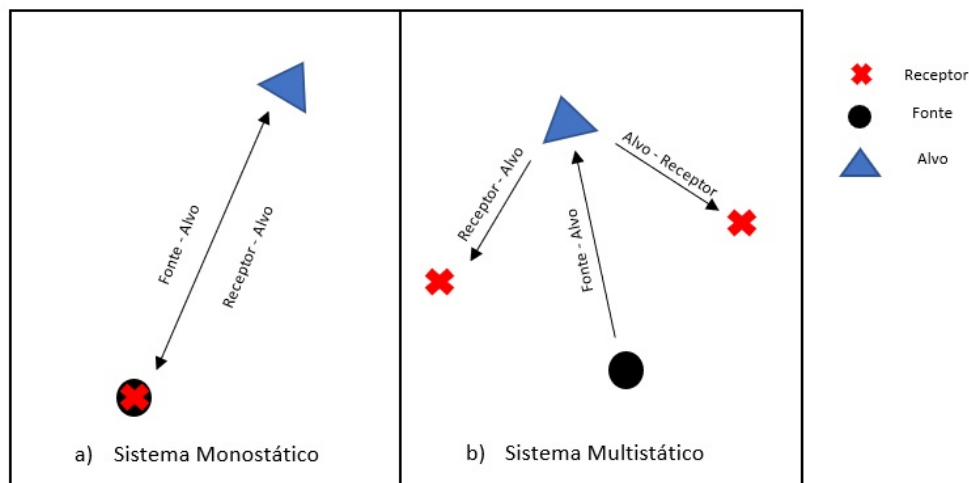 Fonte - Alvo
Receptor - Alvo
a) Sistema Monostático
Receptor - Alvo
Fonte - Alvo
Alvo - Receptor
b) Sistema Multistático
Receptor
Fonte
Alvo